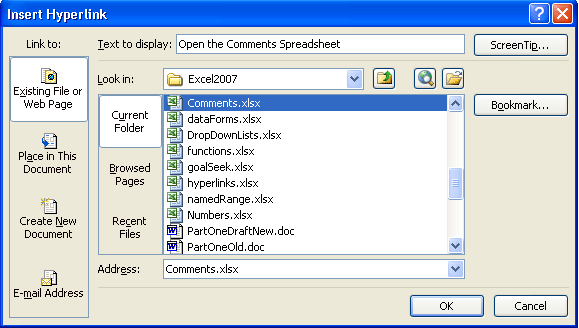 Insert Hyperlink
Link to:
Text to display: Open the Comments Spreadsheet
ScreenTip...
Existing File or
Web Page
Look in: Excel2007
Bookmark...
Current
Folder
Browsed
Pages
Recent
Files
Comments.xlsx
dataForms.xlsx
DropDownLists.xlsx
functions.xlsx
goalSeek.xlsx
hyperlinks.xlsx
namedRange.xlsx
Numbers.xlsx
PartOneDraftNew.doc
PartOneOld.doc
Place in This
Document
Create New
Document
E-mail Address
Address: Comments.xlsx
OK
Cancel